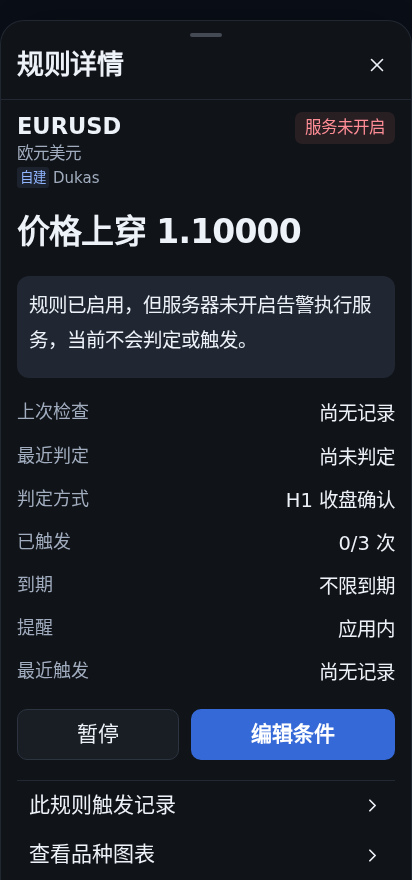 规则详情
EURUSD
服务未开启
欧元美元
自建 Dukas
价格上穿 1.10000
规则已启用，但服务器未开启告警执行服
务，当前不会判定或触发。
上次检查 尚无记录
最近判定 尚未判定
判定方式 H1 收盘确认
已触发 0/3 次
到期 不限到期
提醒 应用内
最近触发 尚无记录
暂停 编辑条件
此规则触发记录
查看品种图表